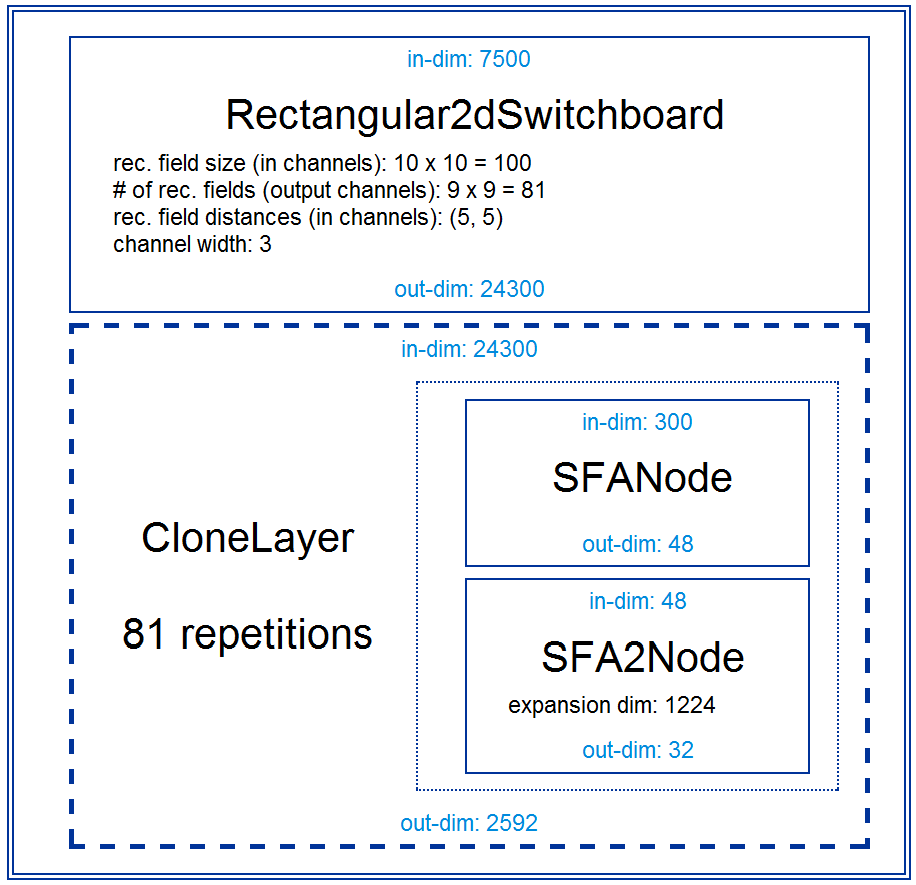 in-dim: 7500
Rectangular2dSwitchboard
rec. field size (in channels): 10 x 10 = 100
# of rec. fields (output channels): 9 x 9 = 81
rec. field distances (in channels): (5, 5)
channel width: 3
out-dim: 24300
in-dim: 24300
CloneLayer
81 repetitions
in-dim: 300
SFANode
out-dim: 48
in-dim: 48
SFA2Node
expansion dim: 1224
out-dim: 32
out-dim: 2592